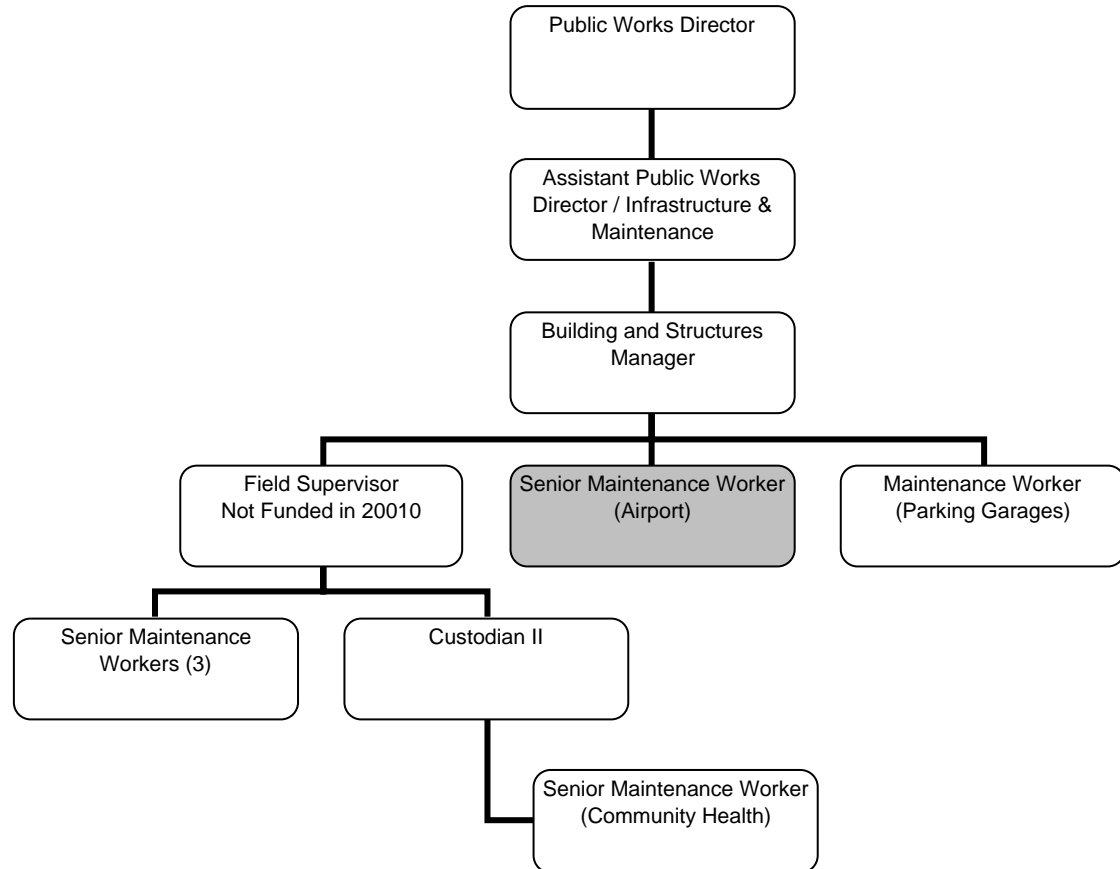 Public Works Director
Assistant Public Works
Director / Infrastructure &
Maintenance
Building and Structures
Manager
Field Supervisor
Not Funded in 20010
Senior Maintenance Worker
(Airport)
Maintenance Worker
(Parking Garages)
Senior Maintenance
Workers (3)
Custodian II
Senior Maintenance Worker
(Community Health)